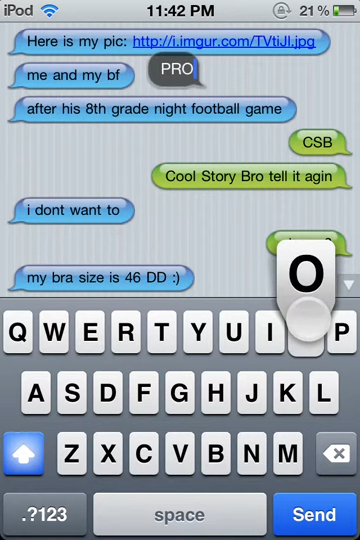 iPod 11:42 PM 21%
Here is my pic: http://i.imgur.com/TVtiJl.jpg
me and my bf
PRO
after his 8th grade night football game
CSB
Cool Story Bro tell it agin
i dont want to
my bra size is 46 DD :)
O
Q W E R T Y U I P
A S D F G H J K L
Z X C V B N M
.?123 space Send